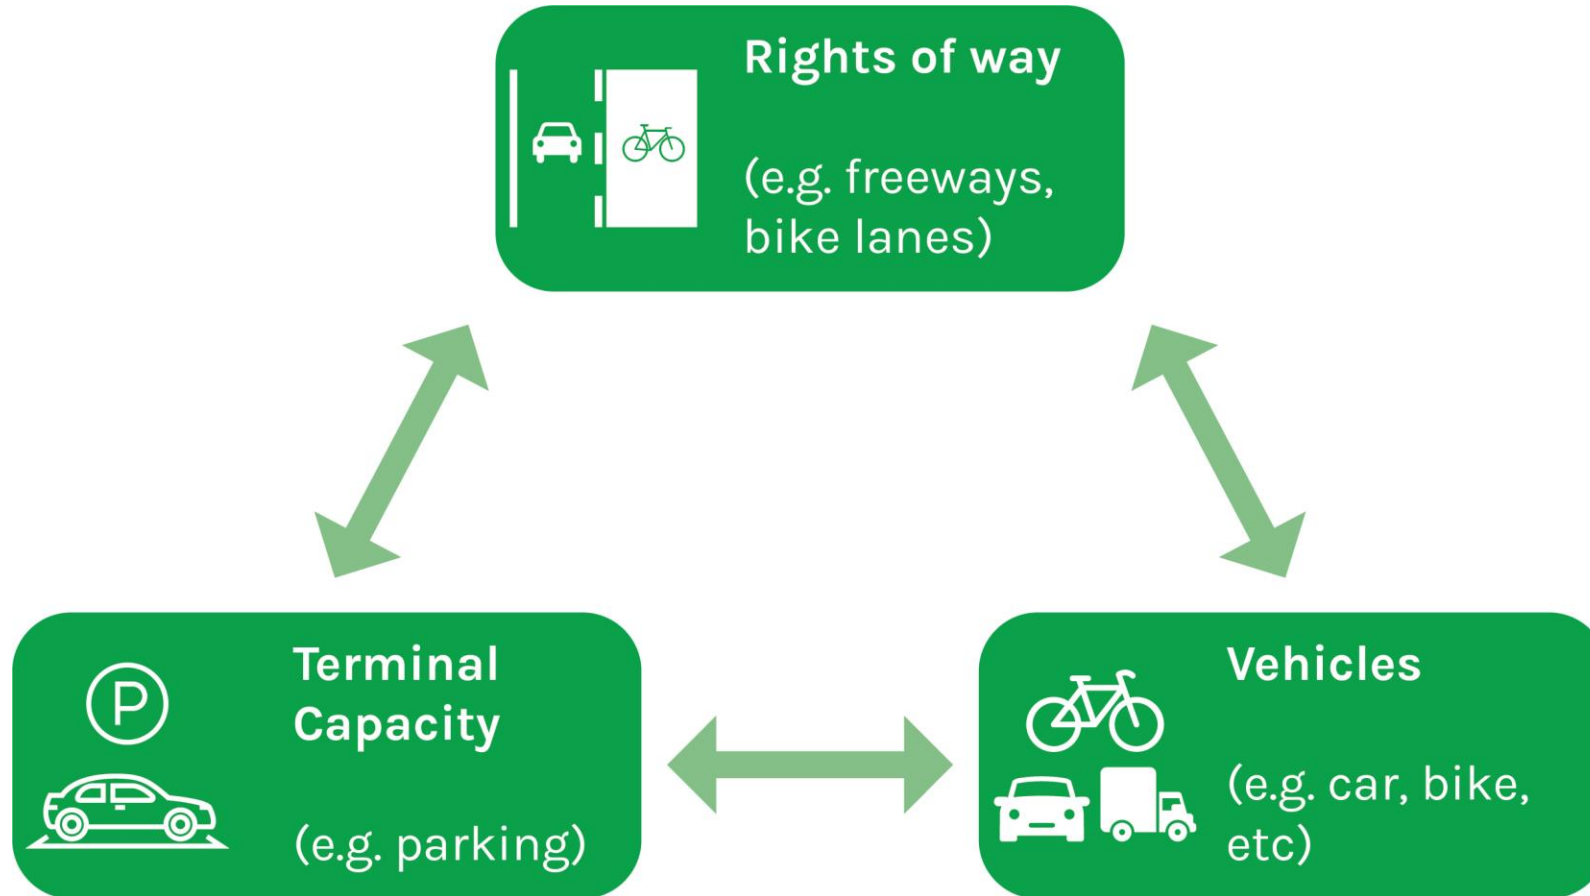 Rights of way
(e.g. freeways,
bike lanes)
P
Terminal
Capacity
(e.g. parking)
Vehicles
(e.g. car, bike,
etc)